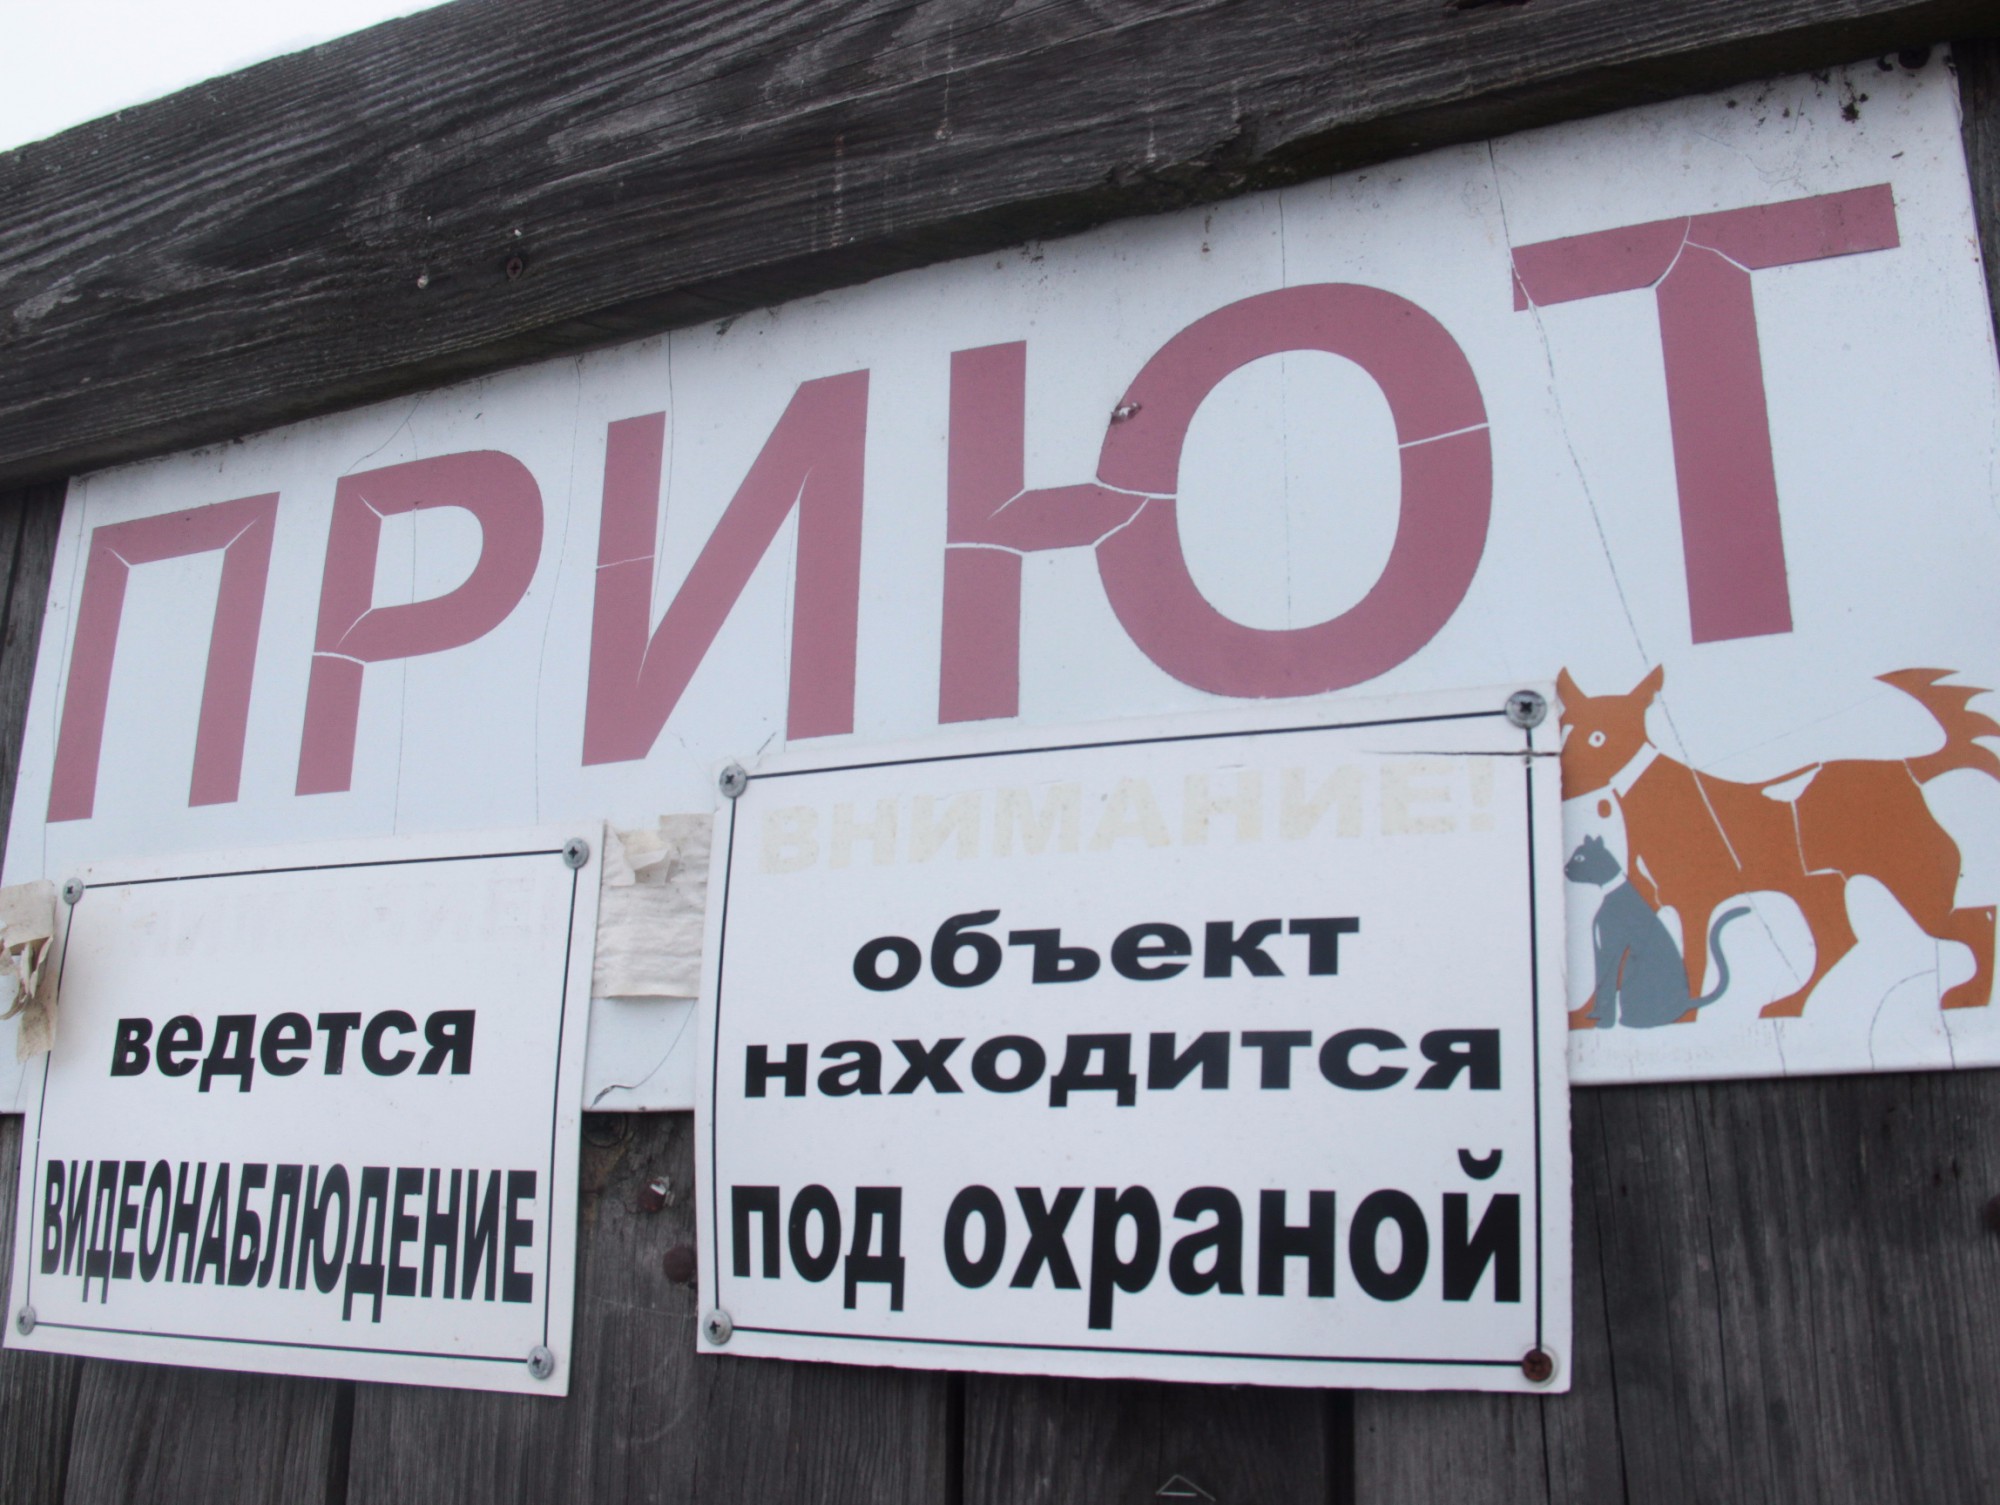 ПРИЮТ
ведется
ВИДЕОНАБЛЮДЕНИЕ
ВНИМАНИЕ!
объект
находится
под охраной